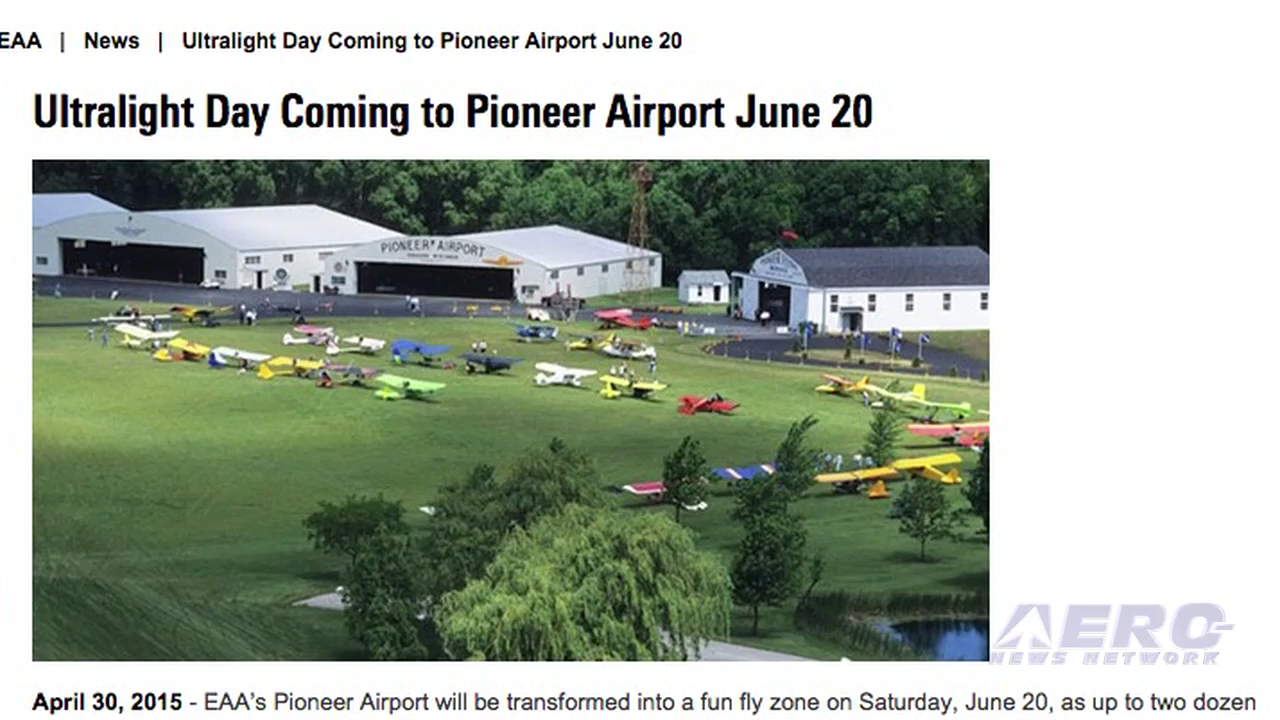 EAA | News | Ultralight Day Coming to Pioneer Airport June 20
Ultralight Day Coming to Pioneer Airport June 20
PIONEER AIRPORT
AERO
NEWS NETWORK
April 30, 2015 - EAA's Pioneer Airport will be transformed into a fun fly zone on Saturday, June 20, as up to two dozen